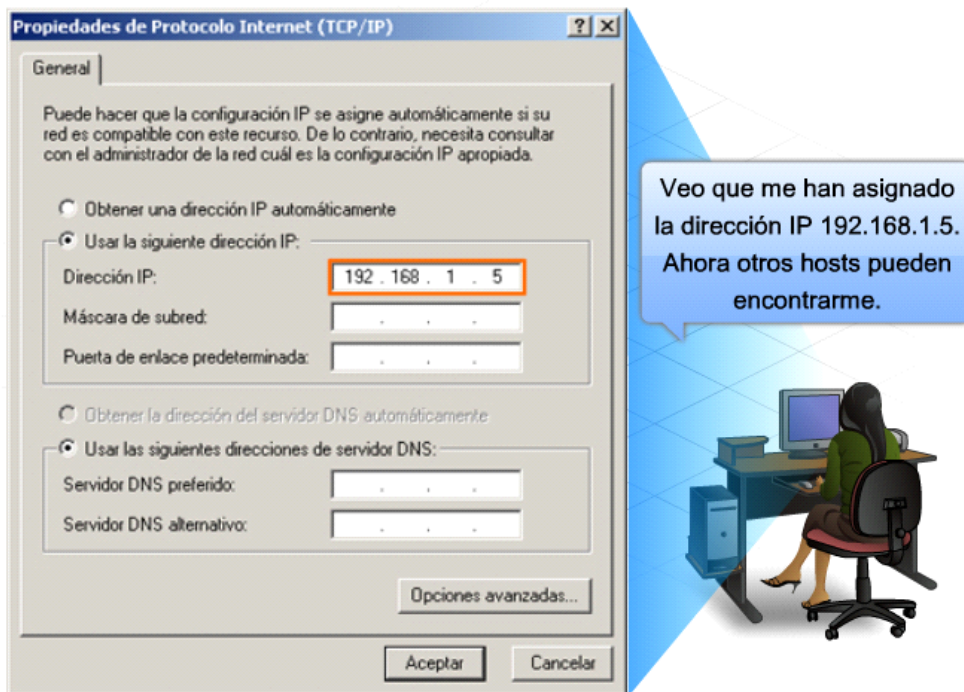 Propiedades de Protocolo Internet (TCP/IP)
General
Puede hacer que la configuración IP se asigne automáticamente si su
red es compatible con este recurso. De lo contrario, necesita consultar
con el administrador de la red cuál es la configuración IP apropiada.
Obtener una dirección IP automáticamente
Usar la siguiente dirección IP:
Dirección IP: 192 . 168 . 1 . 5
Máscara de subred: . . .
Puerta de enlace predeterminada: . . .
Obtener la dirección del servidor DNS automáticamente
Usar las siguientes direcciones de servidor DNS:
Servidor DNS preferido: . . .
Servidor DNS alternativo: . . .
Opciones avanzadas...
Aceptar Cancelar
Veo que me han asignado
la dirección IP 192.168.1.5.
Ahora otros hosts pueden
encontrarme.